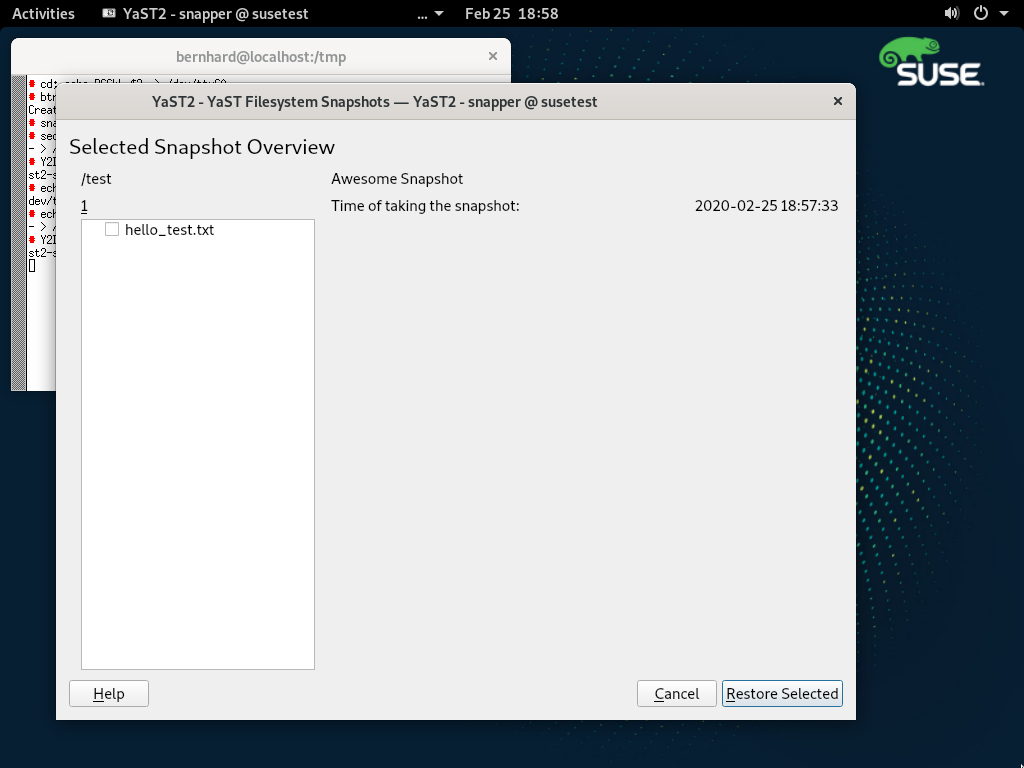 Activities YaST2 - snapper @ susetest ... Feb 25 18:58
bernhard@localhost:/tmp
SUSE
YaST2 - YaST Filesystem Snapshots — YaST2 - snapper @ susetest
Selected Snapshot Overview
/test Awesome Snapshot
1 Time of taking the snapshot: 2020-02-25 18:57:33
hello_test.txt
btr
Creat
sna
sec
- > /
Y2I
st2-s
ech
dev/t
ech
- > /
Y2I
st2-s
Help Cancel Restore Selected